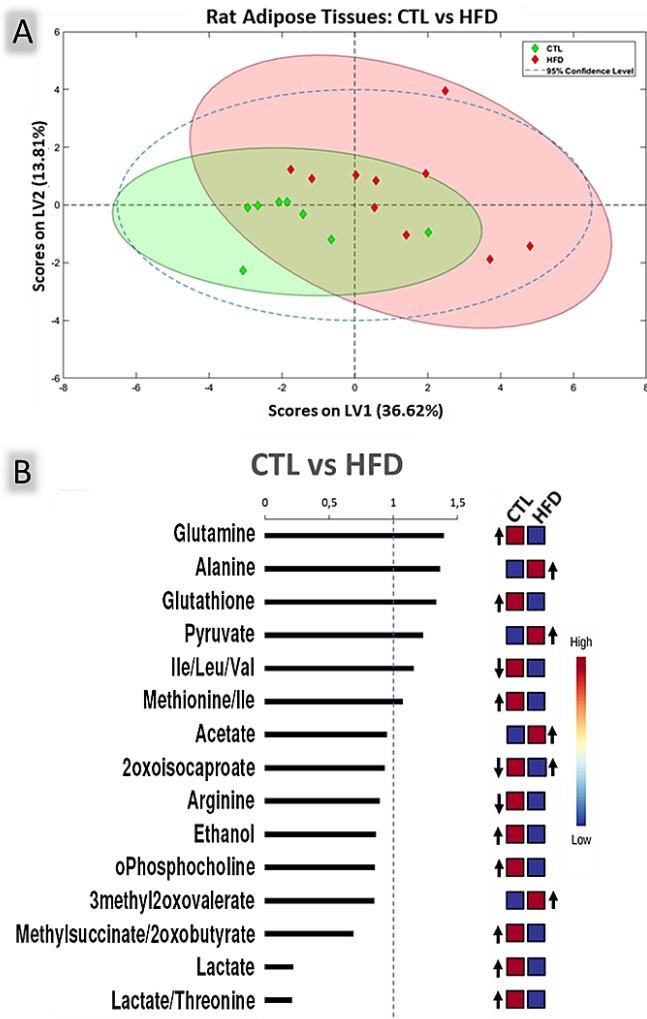 A
Rat Adipose Tissues: CTL vs HFD
CTL
HFD
95% Confidence Level
6
4
2
0
-2
-4
-6
Scores on LV2 (13.81%)
-8 -6 -4 -2 0 2 4 6 8
Scores on LV1 (36.62%)
B
CTL vs HFD
0 0,5 1 1,5
CTL HFD
Glutamine
Alanine
Glutathione
Pyruvate
Ile/Leu/Val
Methionine/Ile
Acetate
2oxoisocaproate
Arginine
Ethanol
oPhosphocholine
3methyl2oxovalerate
Methylsuccinate/2oxobutyrate
Lactate
Lactate/Threonine
High
Low